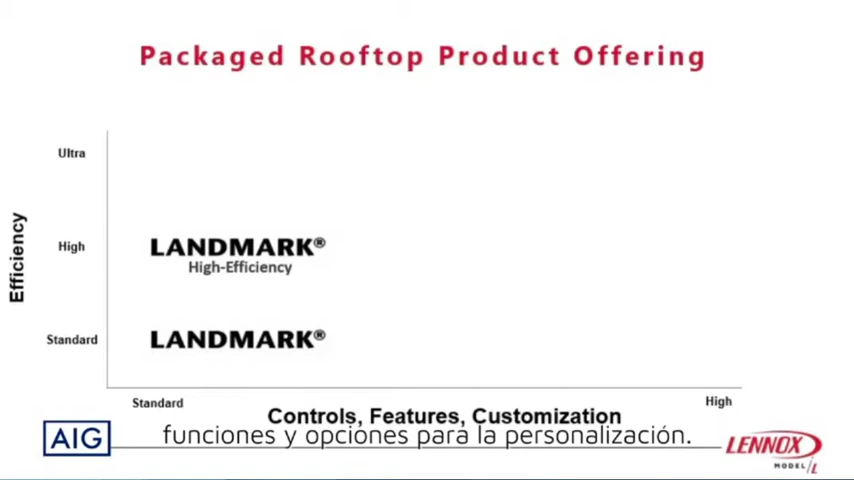 Packaged Rooftop Product Offering
Ultra
Efficiency
High
LANDMARK®
High-Efficiency
Standard
LANDMARK®
Standard
High
Controls, Features, Customization
funciones y opciones para la personalización.
AIG
LENNOX
MODEL L